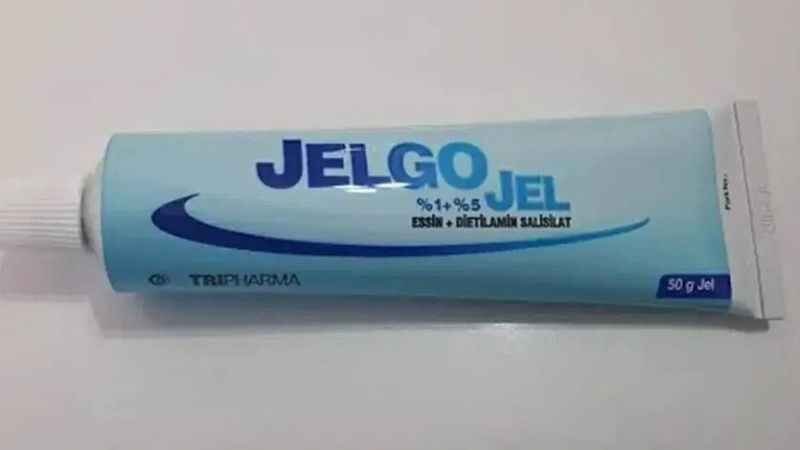 JELGO JEL
%1+%5
ESSİN + DİETİLAMİN SALİSİLAT
TRIPHARMA
50 g Jel